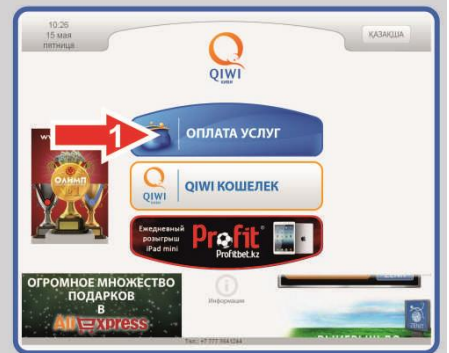 10:26
15 мая
пятница
ҚАЗАҚША
QIWI
1
ОПЛАТА УСЛУГ
ОЛИМП
QIWI
QIWI КОШЕЛЕК
Ежедневный
розыгрыш
iPad mini
Profit
Profitbet.kz
Информация
ОГРОМНОЕ МНОЖЕСТВО
ПОДАРКОВ
В
AliExpress